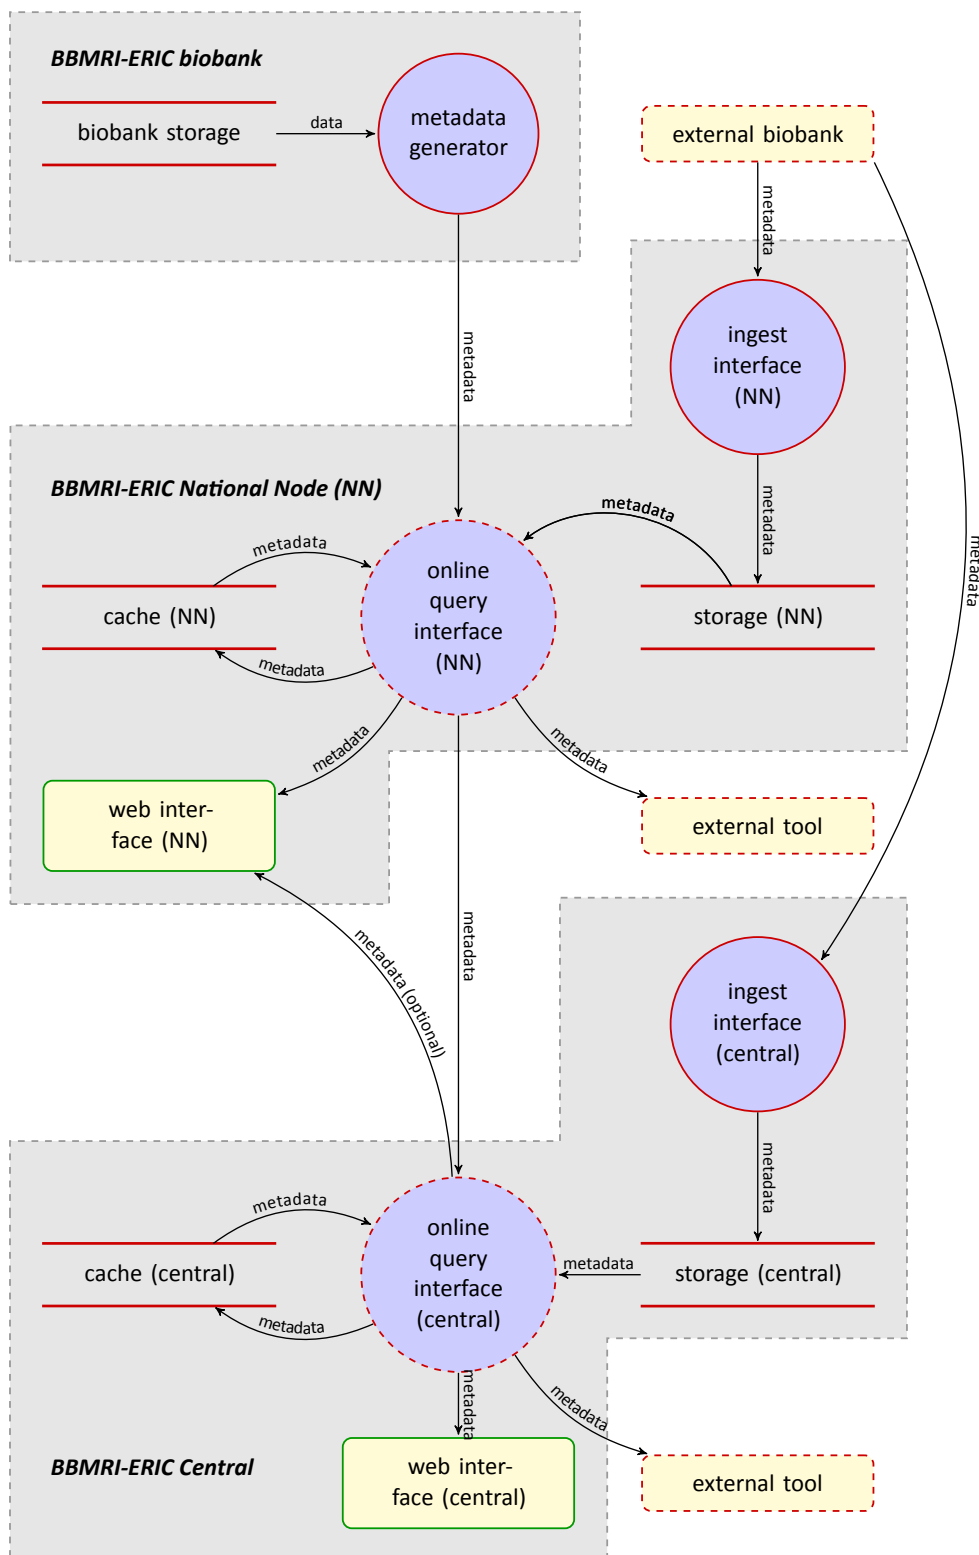 BBMRI-ERIC biobank
biobank storage
data
metadata
generator
external biobank
metadata
metadata
ingest
interface
(NN)
metadata
metadata
BBMRI-ERIC National Node (NN)
metadata
metadata
cache (NN)
online
query
interface
(NN)
storage (NN)
metadata
metadata
metadata
web inter-
face (NN)
external tool
metadata (optional)
metadata
ingest
interface
(central)
metadata
metadata
cache (central)
online
query
interface
(central)
metadata
storage (central)
metadata
metadata
metadata
BBMRI-ERIC Central
web inter-
face (central)
external tool